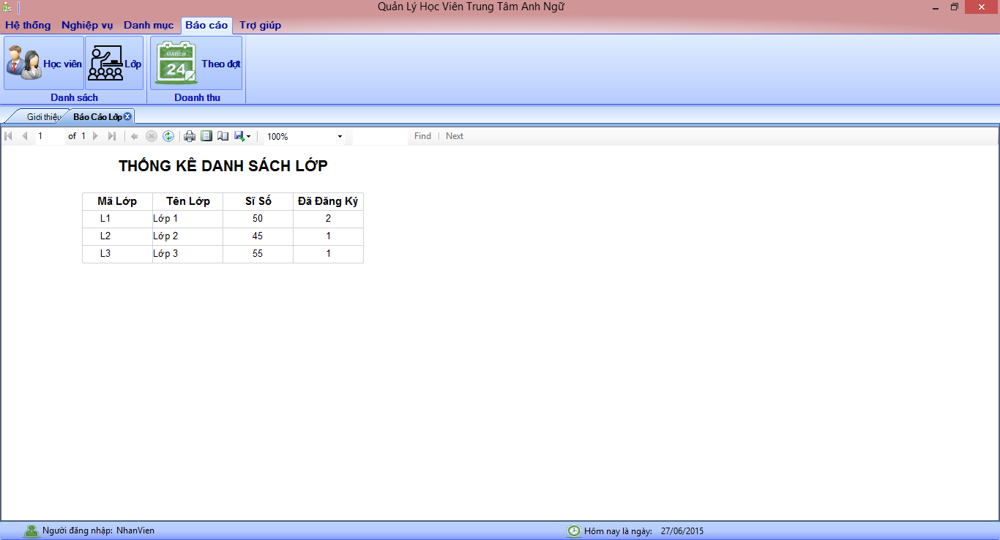 Quản Lý Học Viên Trung Tâm Anh Ngữ
Hệ thống Nghiệp vụ Danh mục Báo cáo Trợ giúp
Học viên Lớp MARCH 24 Theo đợt
Danh sách Doanh thu
Giới thiệu Báo Cáo Lớp
1 of 1 100% Find | Next
THỐNG KÊ DANH SÁCH LỚP
Mã Lớp Tên Lớp Sĩ Số Đã Đăng Ký
L1 Lớp 1 50 2
L2 Lớp 2 45 1
L3 Lớp 3 55 1
Người đăng nhập: NhanVien Hôm nay là ngày: 27/06/2015